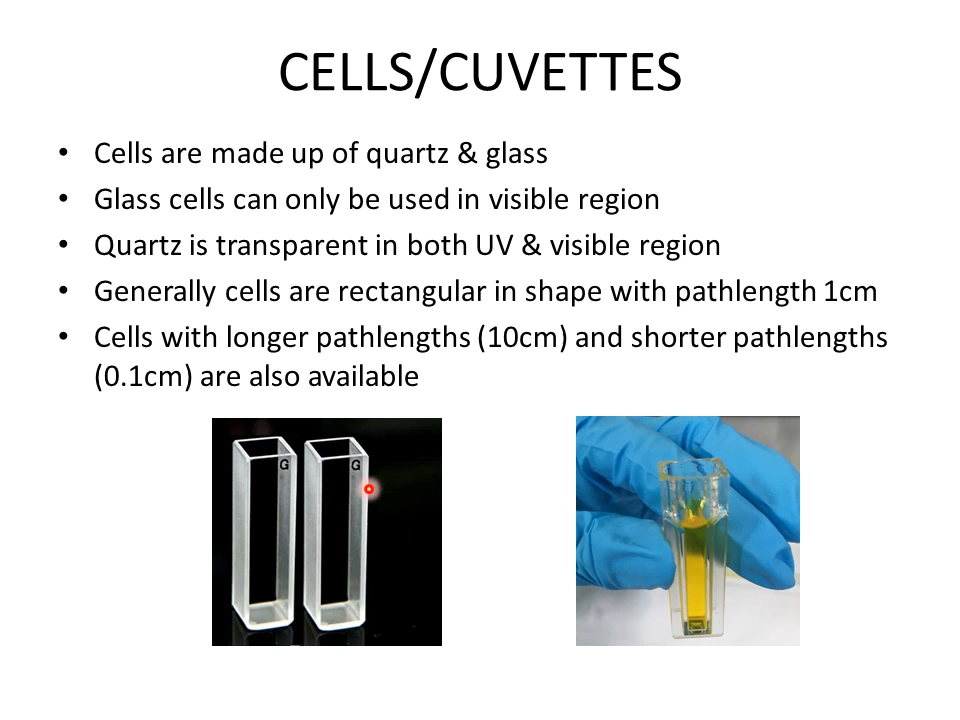 CELLS/CUVETTES
• Cells are made up of quartz & glass
• Glass cells can only be used in visible region
• Quartz is transparent in both UV & visible region
• Generally cells are rectangular in shape with pathlength 1cm
• Cells with longer pathlengths (10cm) and shorter pathlengths
(0.1cm) are also available
G G